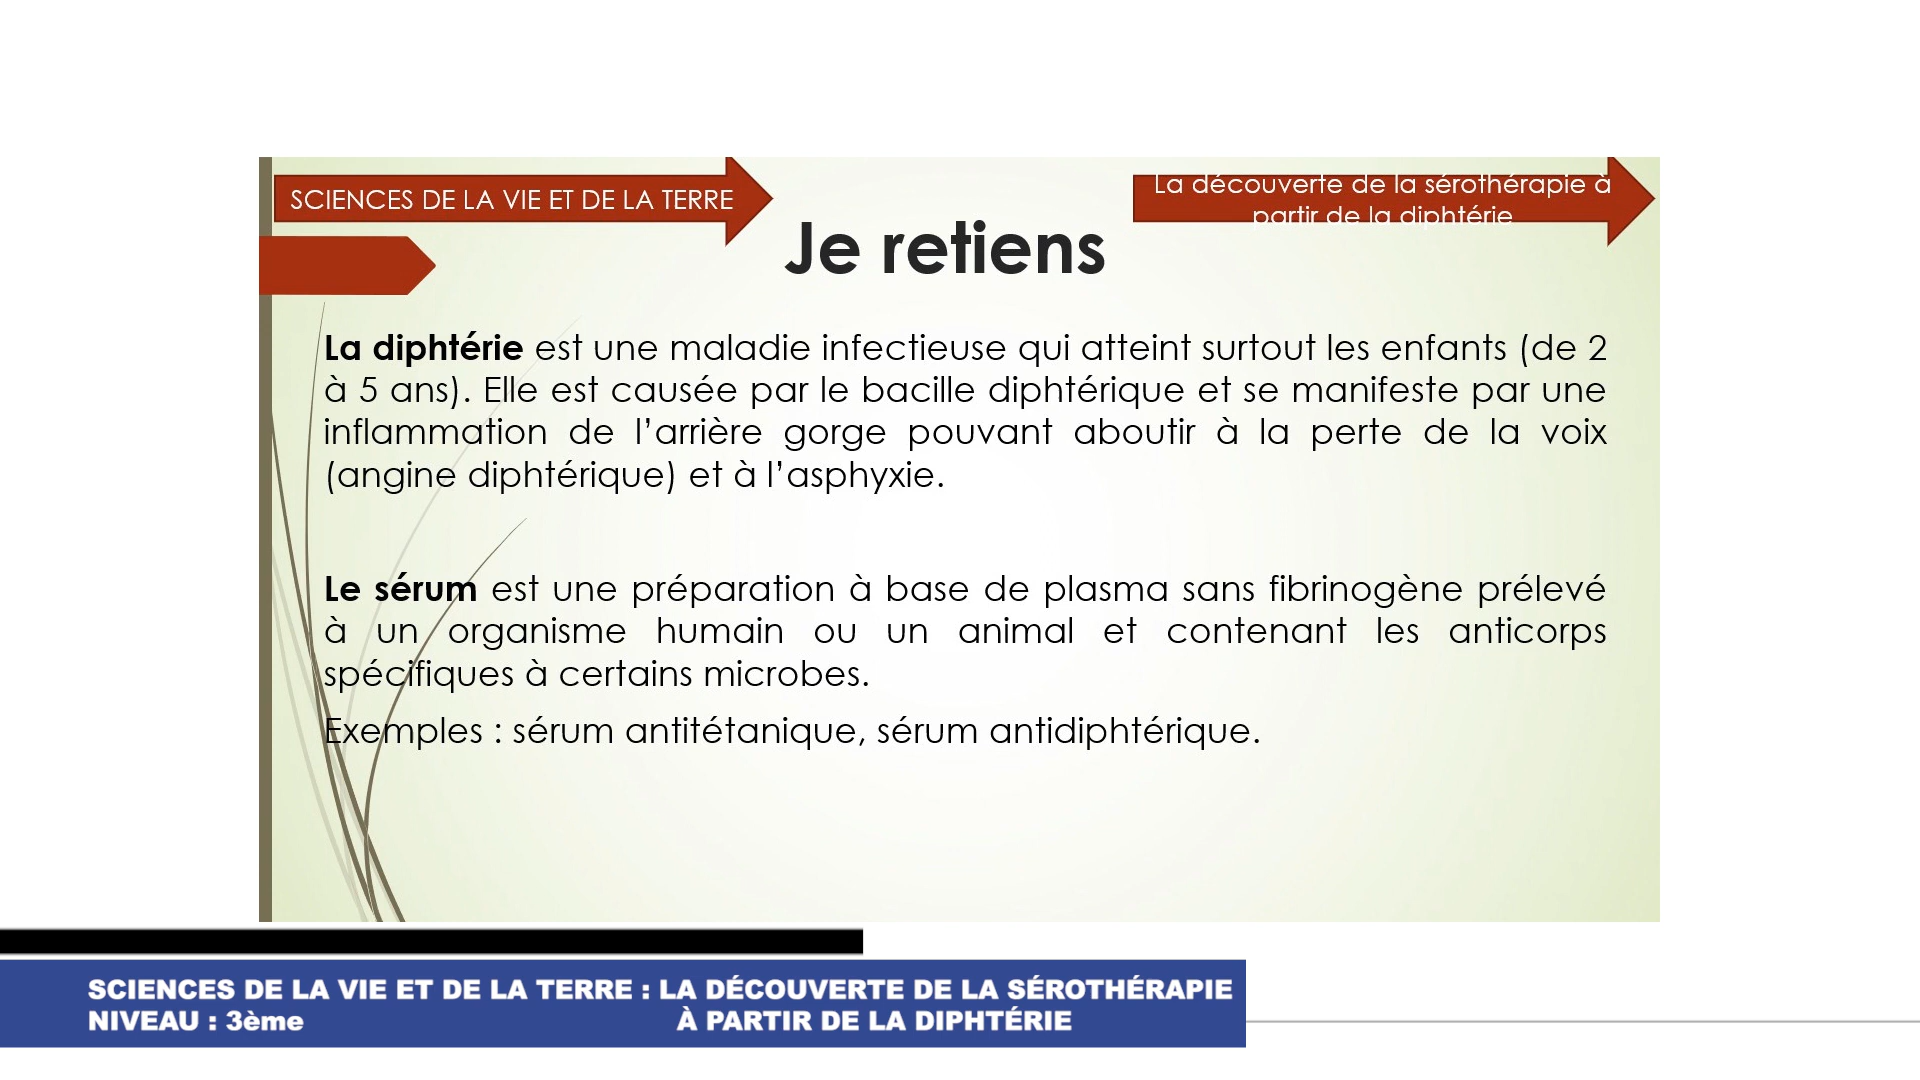 SCIENCES DE LA VIE ET DE LA TERRE
La découverte de la sérothérapie à
partir de la diphtérie
Je retiens
La diphtérie est une maladie infectieuse qui atteint surtout les enfants (de 2
à 5 ans). Elle est causée par le bacille diphtérique et se manifeste par une
inflammation de l’arrière gorge pouvant aboutir à la perte de la voix
(angine diphtérique) et à l’asphyxie.
Le sérum est une préparation à base de plasma sans fibrinogène prélevé
à un organisme humain ou un animal et contenant les anticorps
spécifiques à certains microbes.
Exemples : sérum antitétanique, sérum antidiphtérique.
SCIENCES DE LA VIE ET DE LA TERRE : LA DÉCOUVERTE DE LA SÉROTHÉRAPIE
NIVEAU : 3ème À PARTIR DE LA DIPHTÉRIE